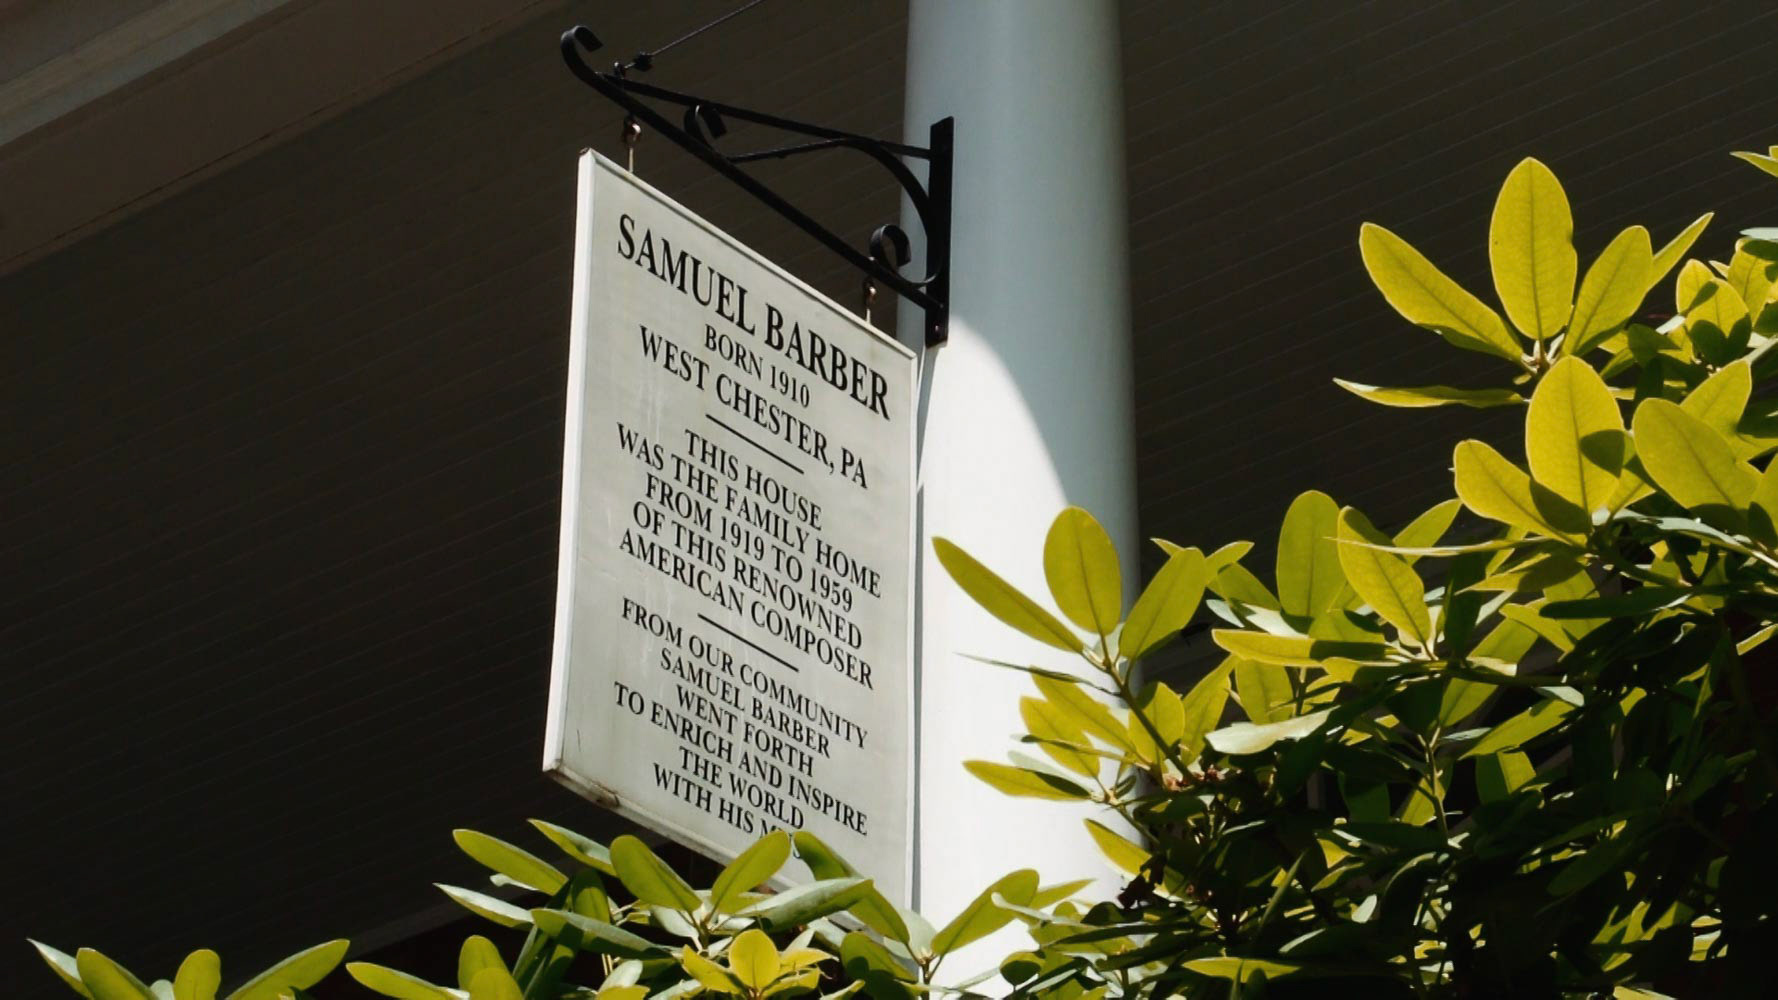 SAMUEL BARBER
BORN 1910
WEST CHESTER, PA
THIS HOUSE
WAS THE FAMILY HOME
FROM 1919 TO 1959
OF THIS RENOWNED
AMERICAN COMPOSER
FROM OUR COMMUNITY
SAMUEL BARBER
WENT FORTH
TO ENRICH AND INSPIRE
THE WORLD
WITH HIS